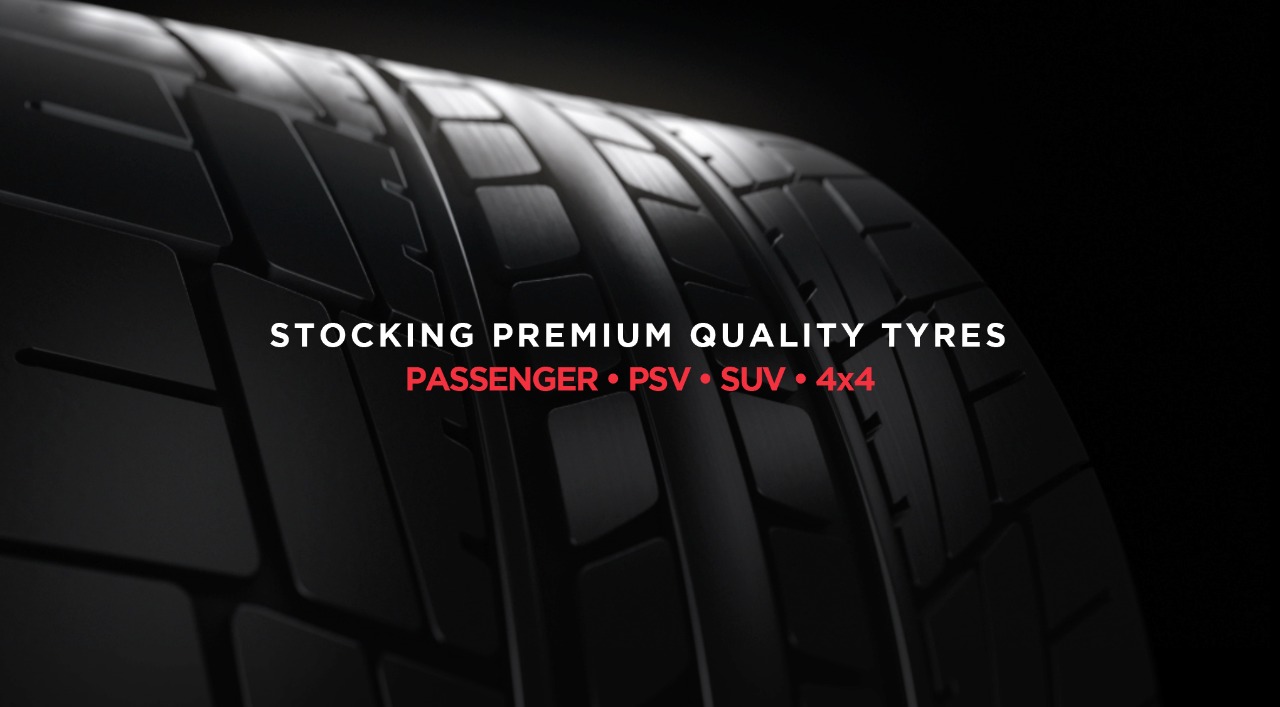 STOCKING PREMIUM QUALITY TYRES
PASSENGER • PSV • SUV • 4x4